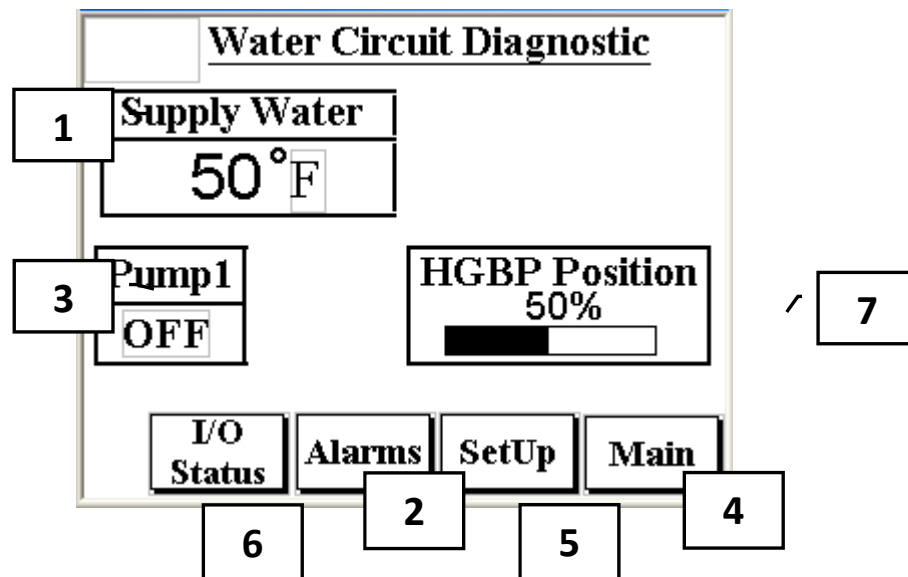 Water Circuit Diagnostic
1
Supply Water
50°F
3
Pump1
OFF
HGBP Position
50%
7
I/O
Status
Alarms
SetUp
Main
6
2
5
4